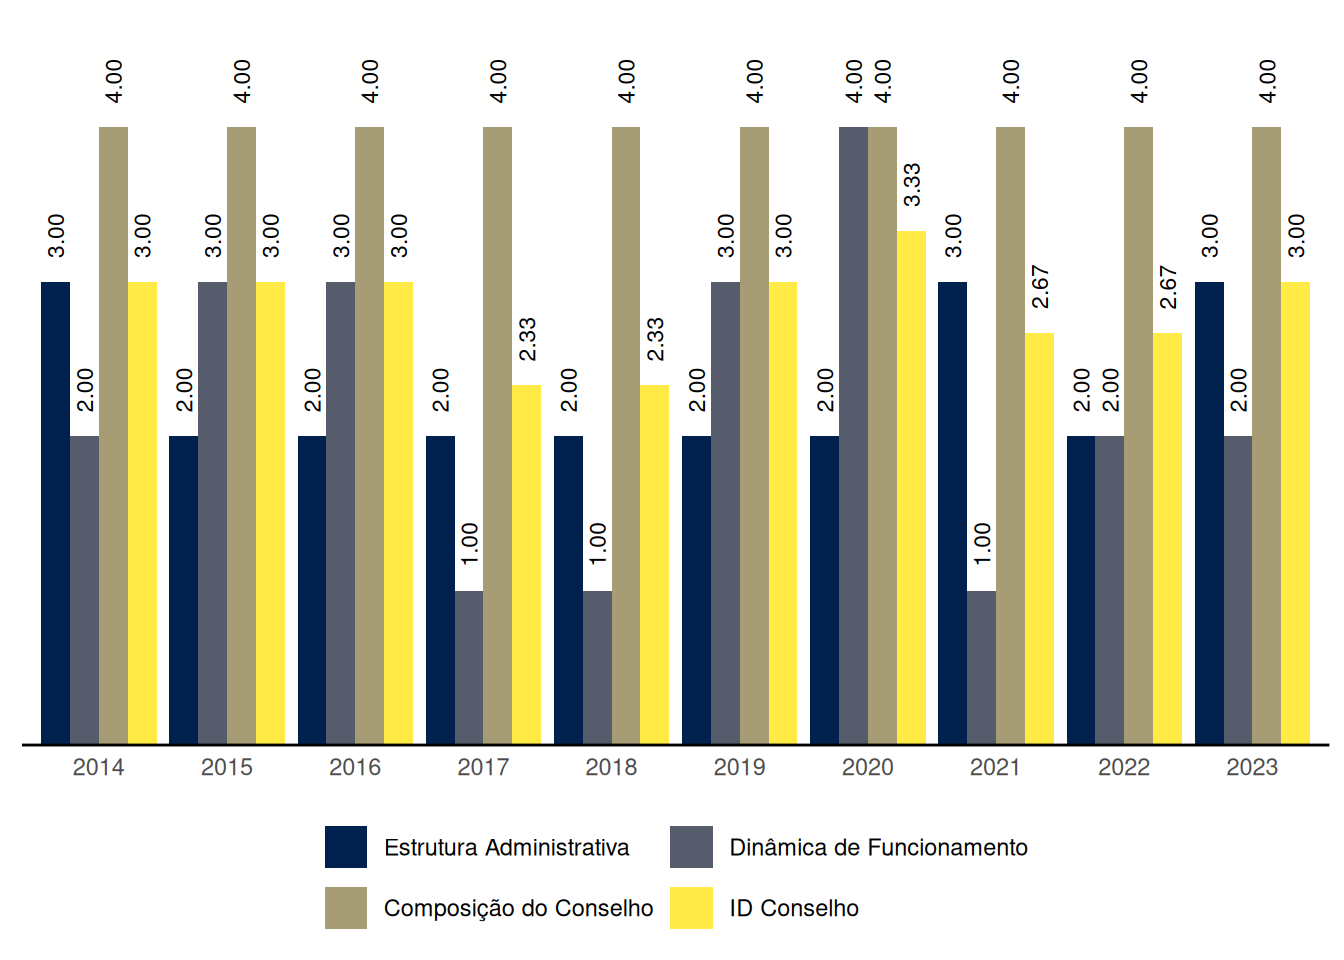 3.00 2.00 4.00 3.00 2.00 3.00 4.00 3.00 2.00 3.00 4.00 3.00 2.00 1.00 4.00 2.33 2.00 1.00 4.00 2.33 2.00 3.00 4.00 3.00 2.00 4.00 4.00 3.33 3.00 1.00 4.00 2.67 2.00 2.00 4.00 2.67 3.00 2.00 4.00 3.00
2014 2015 2016 2017 2018 2019 2020 2021 2022 2023
Estrutura Administrativa Dinâmica de Funcionamento
Composição do Conselho ID Conselho